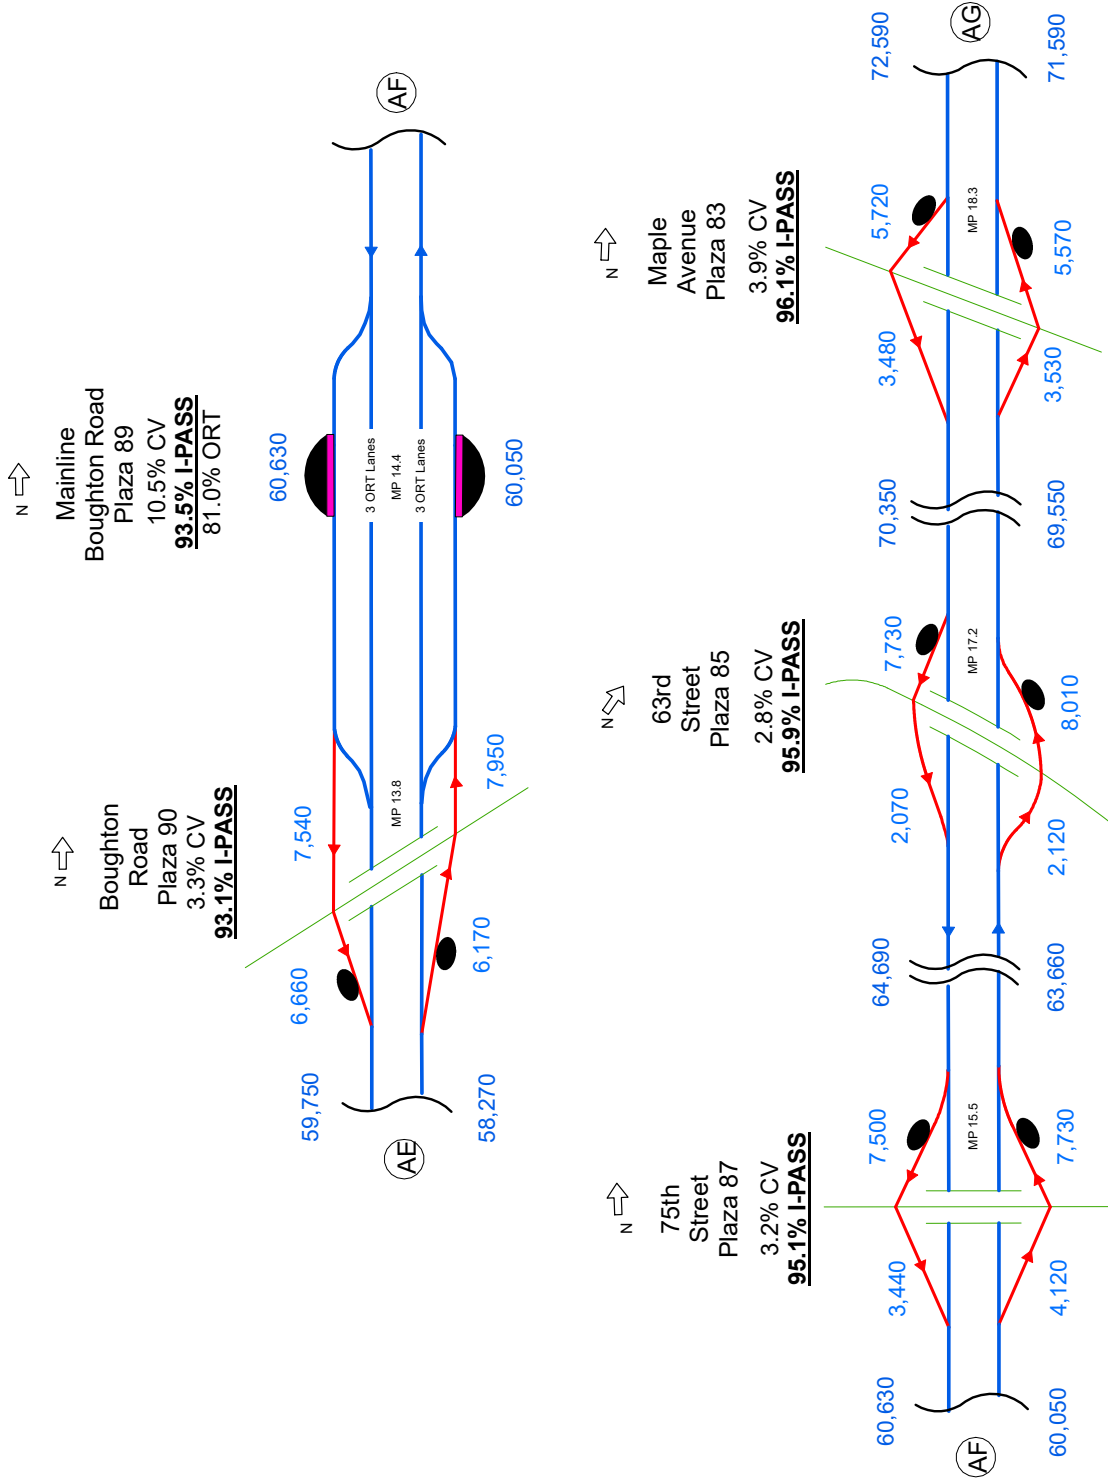 N
Mainline
Boughton Road
Plaza 89
10.5% CV
93.5% I-PASS
81.0% ORT
N
Boughton
Road
Plaza 90
3.3% CV
93.1% I-PASS
59,750
6,660
7,540
60,630
AE
MP 13.8
3 ORT Lanes
MP 14.4
3 ORT Lanes
AF
58,270
6,170
7,950
60,050
N
75th
Street
Plaza 87
3.2% CV
95.1% I-PASS
N
63rd
Street
Plaza 85
2.8% CV
95.9% I-PASS
N
Maple
Avenue
Plaza 83
3.9% CV
96.1% I-PASS
60,630
3,440
7,500
64,690
2,070
7,730
70,350
3,480
5,720
72,590
AF
MP 15.5
MP 17.2
MP 18.3
AG
60,050
4,120
7,730
63,660
2,120
8,010
69,550
3,530
5,570
71,590